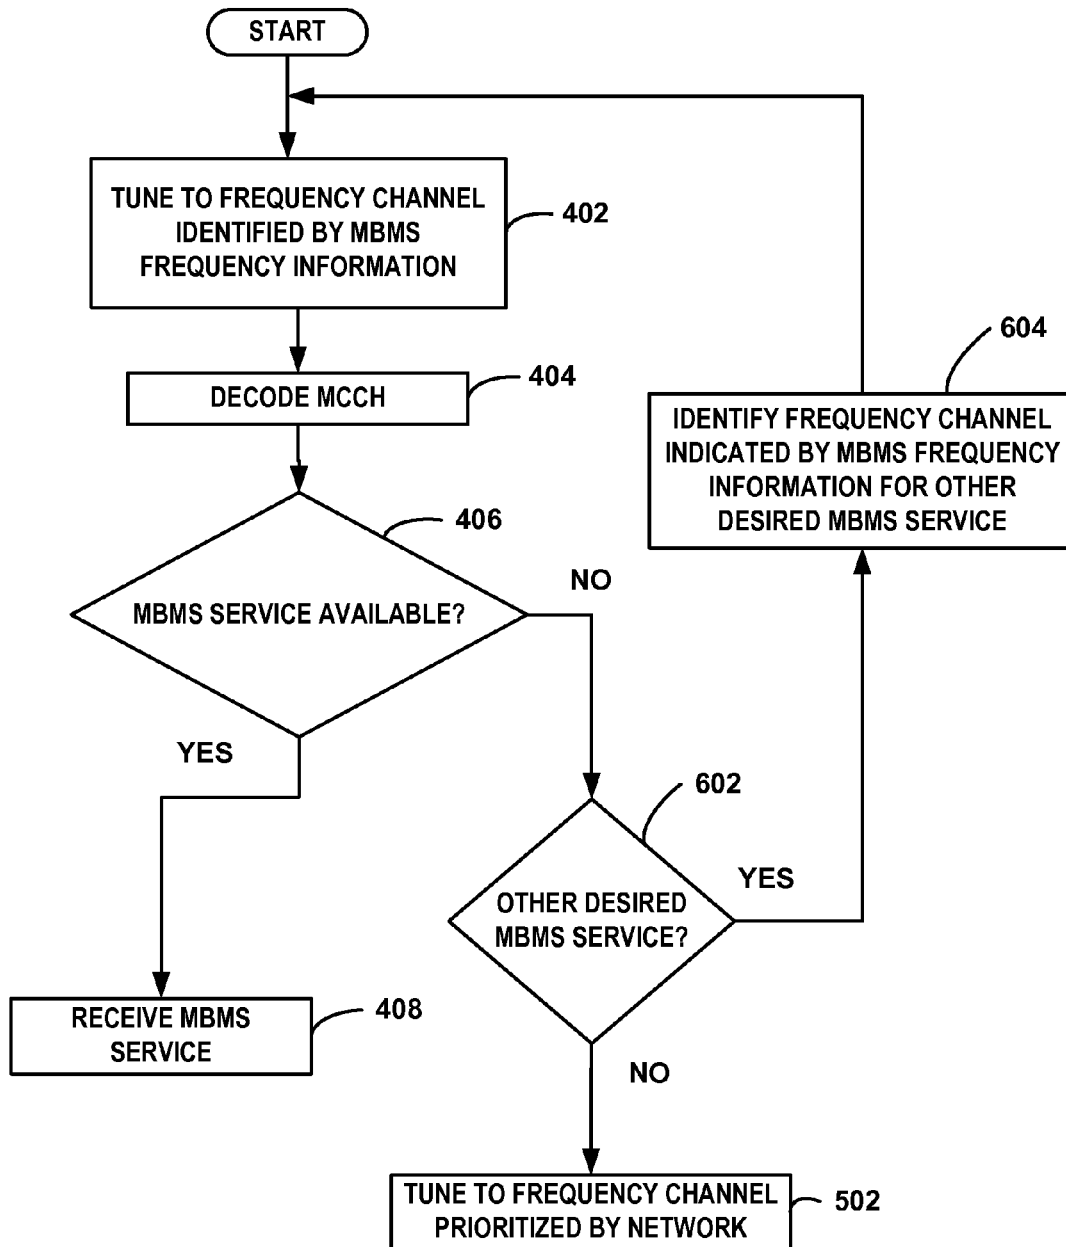 START
TUNE TO FREQUENCY CHANNEL
IDENTIFIED BY MBMS
FREQUENCY INFORMATION
402
DECODE MCCH
404
MBMS SERVICE AVAILABLE?
406
NO
YES
604
IDENTIFY FREQUENCY CHANNEL
INDICATED BY MBMS FREQUENCY
INFORMATION FOR OTHER
DESIRED MBMS SERVICE
602
OTHER DESIRED
MBMS SERVICE?
YES
NO
RECEIVE MBMS
SERVICE
408
TUNE TO FREQUENCY CHANNEL
PRIORITIZED BY NETWORK
502